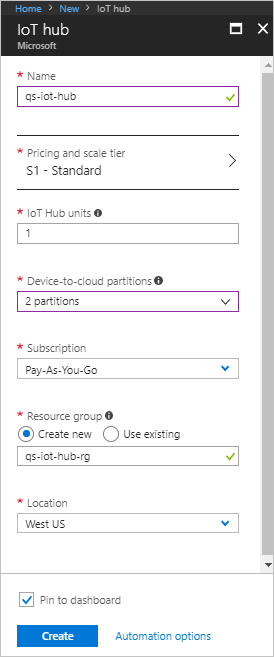 Home > New > IoT hub
IoT hub
Microsoft
* Name
qs-iot-hub
* Pricing and scale tier
S1 - Standard
* IoT Hub units
1
* Device-to-cloud partitions
2 partitions
* Subscription
Pay-As-You-Go
* Resource group
Create new Use existing
qs-iot-hub-rg
* Location
West US
Pin to dashboard
Create Automation options